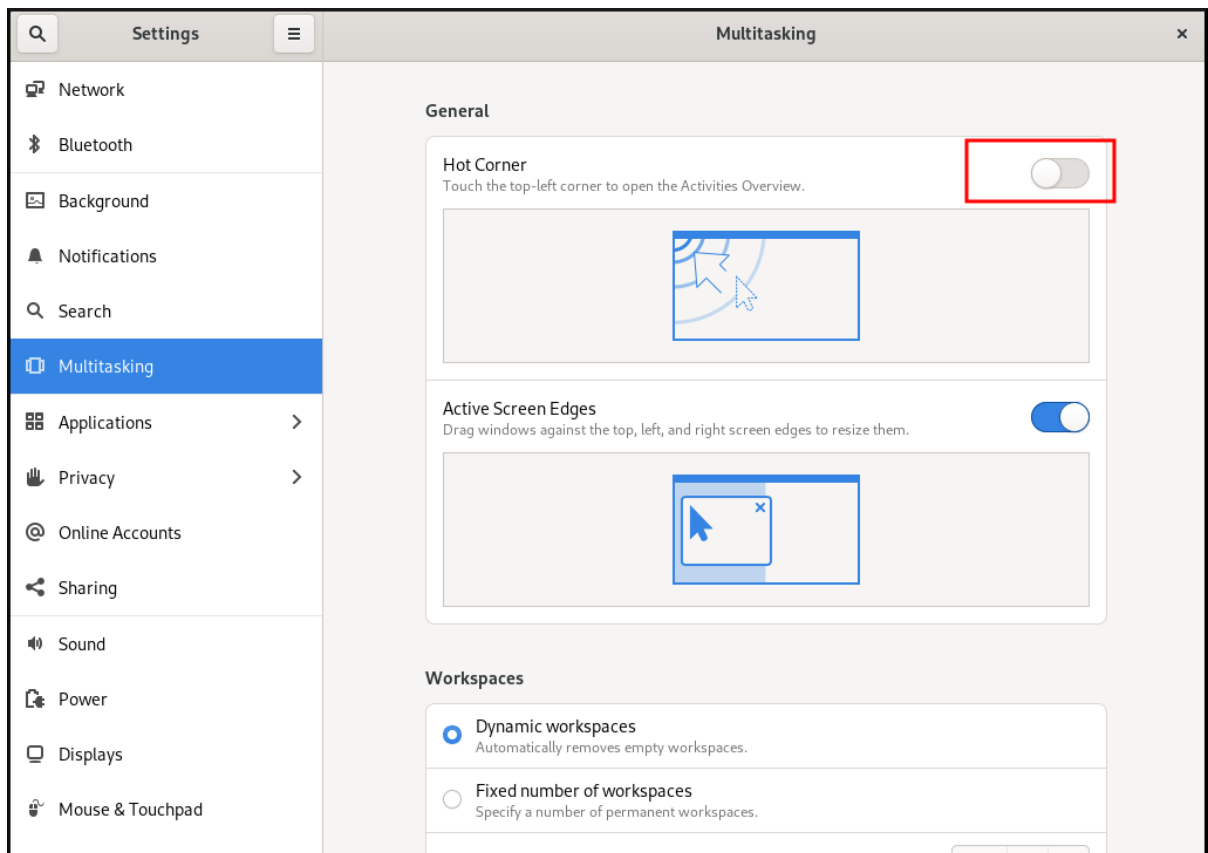 Settings
Multitasking
Network
Bluetooth
Background
Notifications
Search
Multitasking
Applications
Privacy
Online Accounts
Sharing
Sound
Power
Displays
Mouse & Touchpad
General
Hot Corner
Touch the top-left corner to open the Activities Overview.
Active Screen Edges
Drag windows against the top, left, and right screen edges to resize them.
Workspaces
Dynamic workspaces
Automatically removes empty workspaces.
Fixed number of workspaces
Specify a number of permanent workspaces.